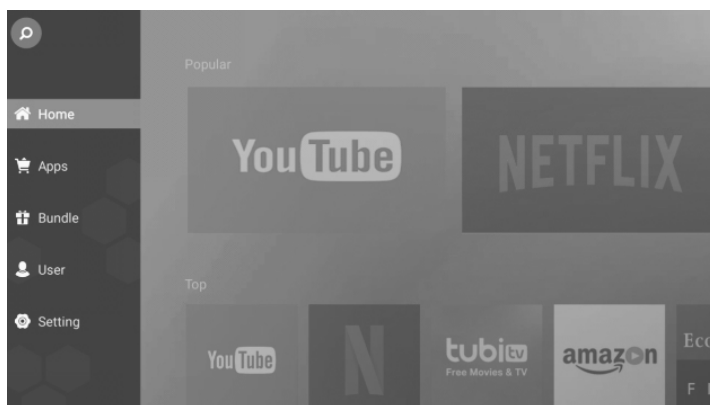 Popular
Home
YouTube
NETFLIX
Apps
Bundle
User
Top
Setting
YouTube
N
tubi tv
Free Movies & TV
amazon
Eco
F